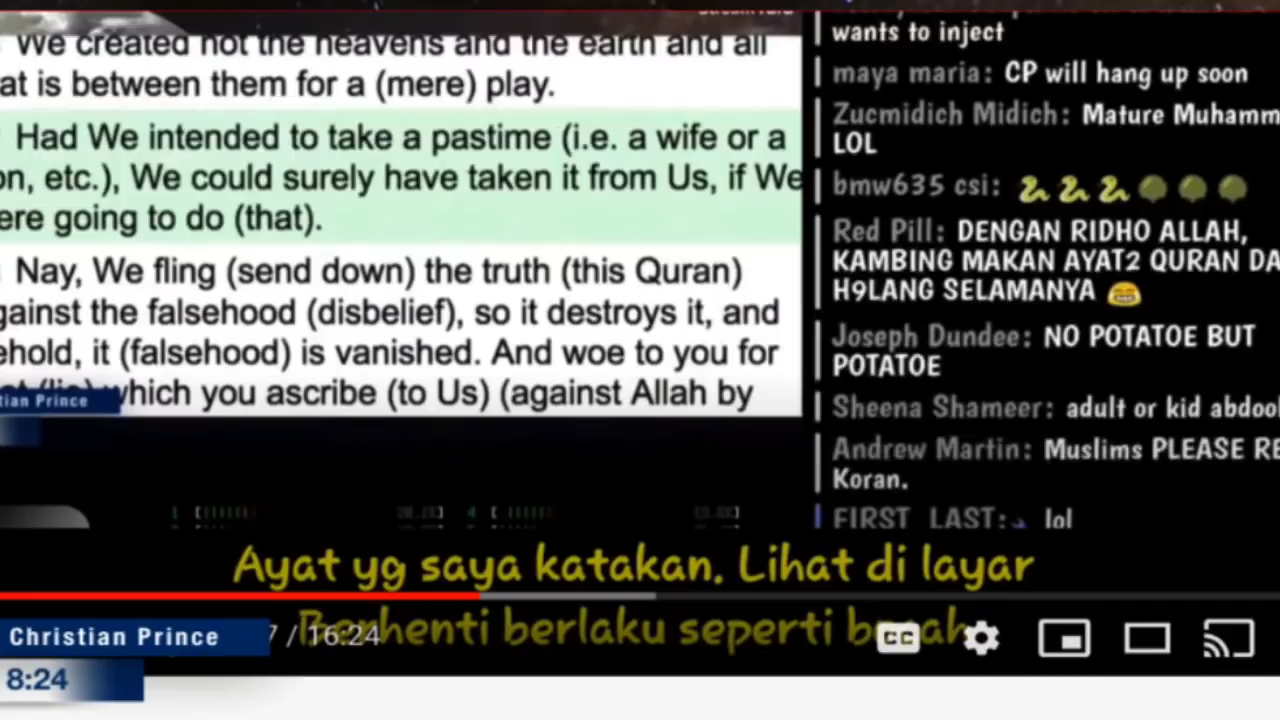 We created not the heavens and the earth and all
at is between them for a (mere) play.
Had We intended to take a pastime (i.e. a wife or a
on, etc.), We could surely have taken it from Us, if We
ere going to do (that).
Nay, We fling (send down) the truth (this Quran)
gainst the falsehood (disbelief), so it destroys it, and
ehold, it (falsehood) is vanished. And woe to you for
which you ascribe (to Us) (against Allah by
tian Prince
wants to inject
maya maria: CP will hang up soon
Zucmidich Midich: Mature Muhamm
LOL
bmw635 csi:
Red Pill: DENGAN RIDHO ALLAH,
KAMBING MAKAN AYAT2 QURAN DA
H9LANG SELAMANYA 😂
Joseph Dundee: NO POTATOE BUT
POTATOE
Sheena Shameer: adult or kid abdool
Andrew Martin: Muslims PLEASE RE
Koran.
FIRST LAST: lol
Ayat yg saya katakan. Lihat di layar
Berhenti berlaku seperti
7 / 16:24
CC
Christian Prince
8:24